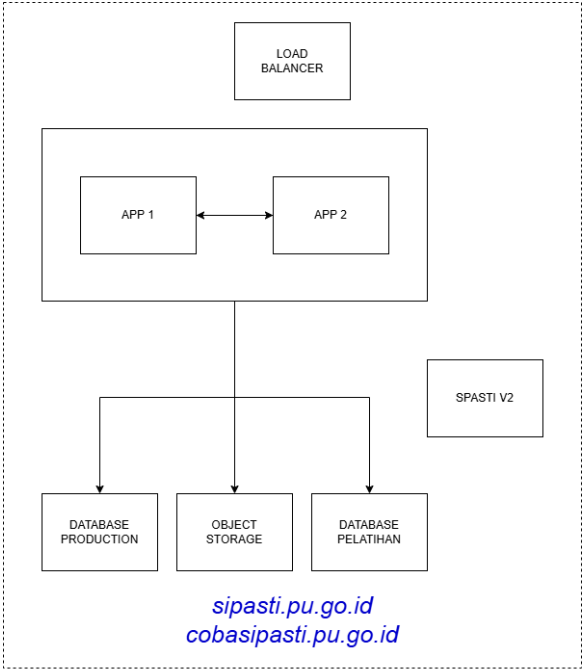 LOAD
BALANCER
APP 1
APP 2
SPASTI V2
DATABASE
PRODUCTION
OBJECT
STORAGE
DATABASE
PELATIHAN
sipasti.pu.go.id
cobasipasti.pu.go.id